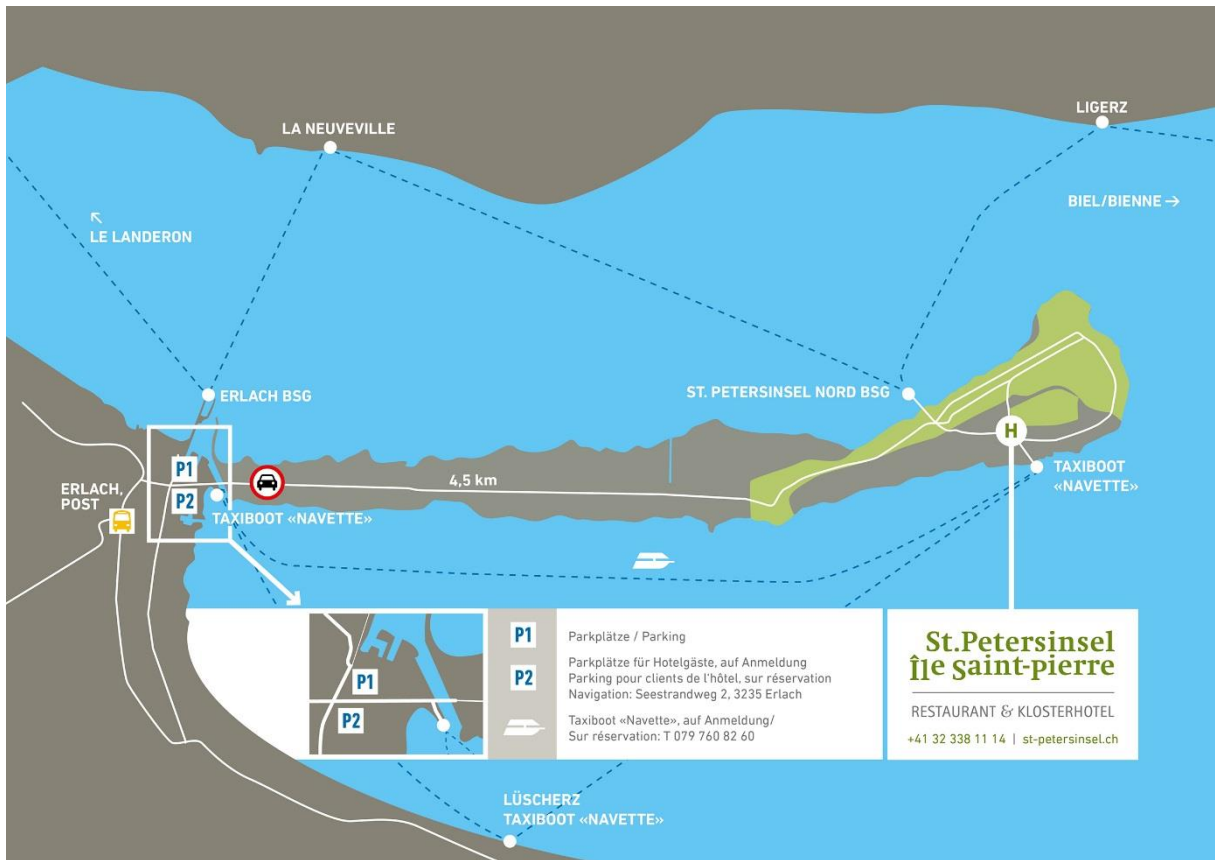 LA NEUVEVILLE
LIGERZ
BIEL/BIENNE →
↖
LE LANDERON
ERLACH BSG
ST. PETERSINSEL NORD BSG
H
P1
P2
ERLACH,
POST
4,5 km
TAXIBOOT «NAVETTE»
TAXIBOOT
«NAVETTE»
P1
P2
P1
Parkplätze / Parking
P2
Parkplätze für Hotelgäste, auf Anmeldung
Parking pour clients de l'hôtel, sur réservation
Navigation: Seestrandweg 2, 3235 Erlach
Taxiboot «Navette», auf Anmeldung/
Sur réservation: T 079 760 82 60
St.Petersinsel
Île saint-pierre
RESTAURANT & KLOSTERHOTEL
+41 32 338 11 14 | st-petersinsel.ch
LÜSCHERZ
TAXIBOOT «NAVETTE»